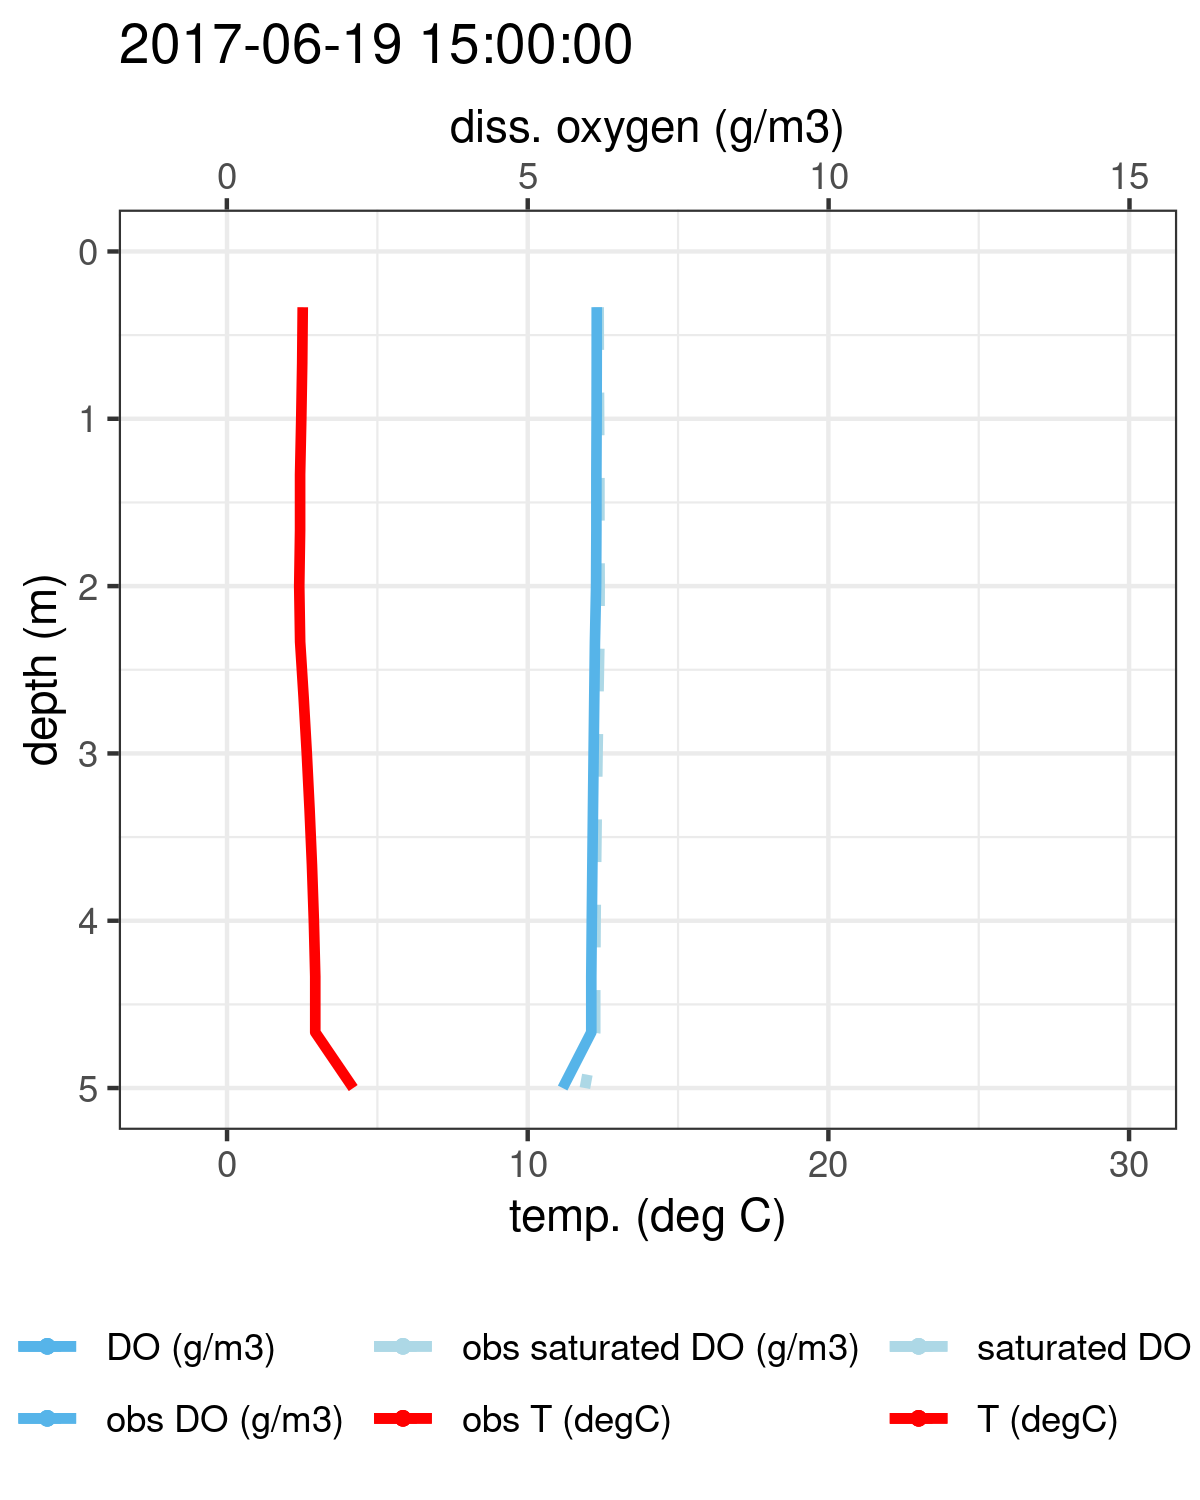 2017-06-19 15:00:00
diss. oxygen (g/m3)
0 5 10 15
0
1
2
3
4
5
depth (m)
0 10 20 30
temp. (deg C)
DO (g/m3) obs saturated DO (g/m3) saturated DO
obs DO (g/m3) obs T (degC) T (degC)